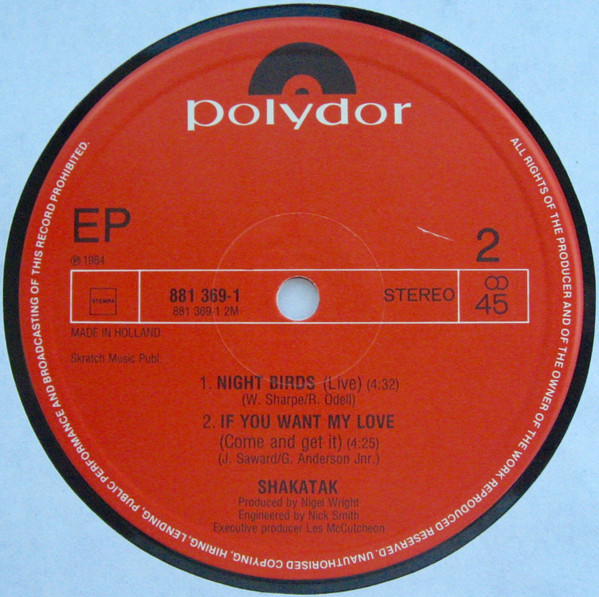 polydor
EP
℗ 1984
2
STEMRA
881 369-1
881 369-1 2M
STEREO
45
MADE IN HOLLAND
Skratch Music Publ.
1. NIGHT BIRDS (Live) (4:32)
(W. Sharpe/R. Odell)
2. IF YOU WANT MY LOVE
(Come and get it) (4:25)
(J. Saward/G. Anderson Jnr.)
SHAKATAK
Produced by Nigel Wright
Engineered by Nick Smith
Executive producer Les McCutcheon
ALL RIGHTS OF THE PRODUCER AND OF THE OWNER OF THE WORK REPRODUCED RESERVED. UNAUTHORISED COPYING, HIRING, LENDING, PUBLIC PERFORMANCE AND BROADCASTING OF THIS RECORD PROHIBITED.